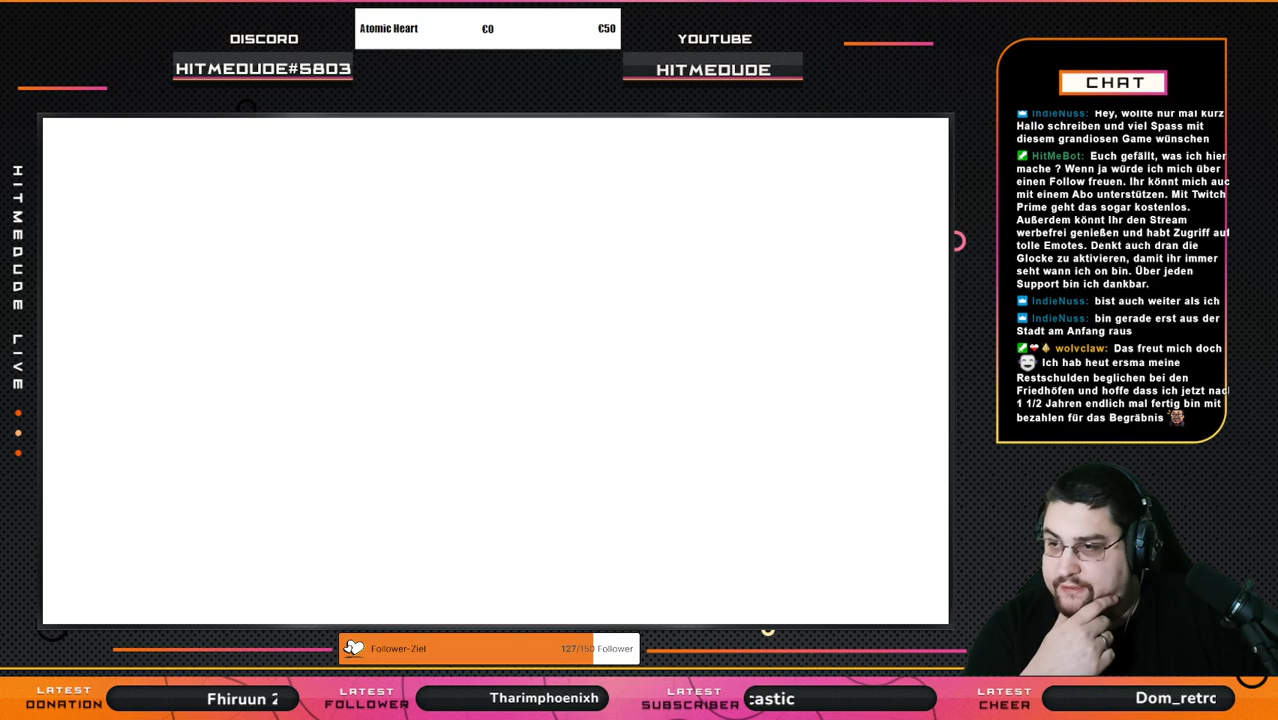 DISCORD
HITMEDUDE#5803
Atomic Heart €0 €50
YOUTUBE
HITMEDUDE
HITMEDUDE LIVE
CHAT
IndieNuss: Hey, wollte nur mal kurz
Hallo schreiben und viel Spass mit
diesem grandiosen Game wünschen
HitMeBot: Euch gefällt, was ich hier
mache ? Wenn ja würde ich mich über
einen Follow freuen. Ihr könnt mich auc
mit einem Abo unterstützen. Mit Twitch
Prime geht das sogar kostenlos.
Außerdem könnt Ihr den Stream
werbefrei genießen und habt Zugriff auf
tolle Emotes. Denkt auch dran die
Glocke zu aktivieren, damit ihr immer
seht wann ich on bin. Über jeden
Support bin ich dankbar.
IndieNuss: bist auch weiter als ich
IndieNuss: bin gerade erst aus der
Stadt am Anfang raus
wolvclaw: Das freut mich doch
Ich hab heut ersma meine
Restschulden beglichen bei den
Friedhöfen und hoffe dass ich jetzt nac
1 1/2 Jahren endlich mal fertig bin mit
bezahlen für das Begräbnis
Follower-Ziel 127/150 Follower
LATEST DONATION
Fhiruun 2
LATEST FOLLOWER
Tharimphoenixh
LATEST SUBSCRIBER
castic
LATEST CHEER
Dom_retro